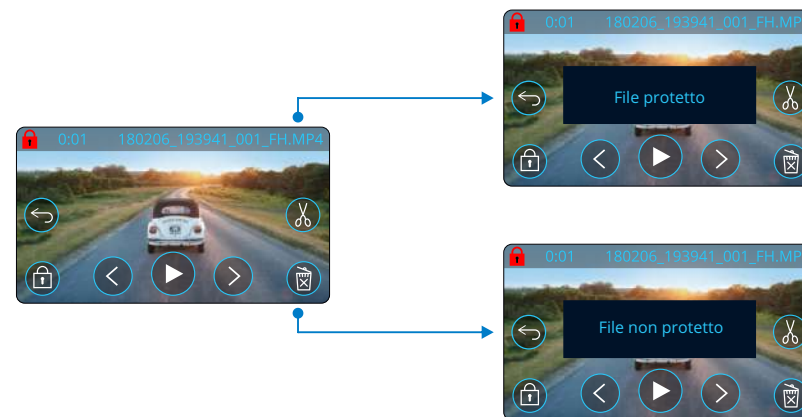 0:01 180206_193941_001_FH.MP4
0:01 180206_193941_001_FH.MP
File protetto
0:01 180206_193941_001_FH.MP
File non protetto